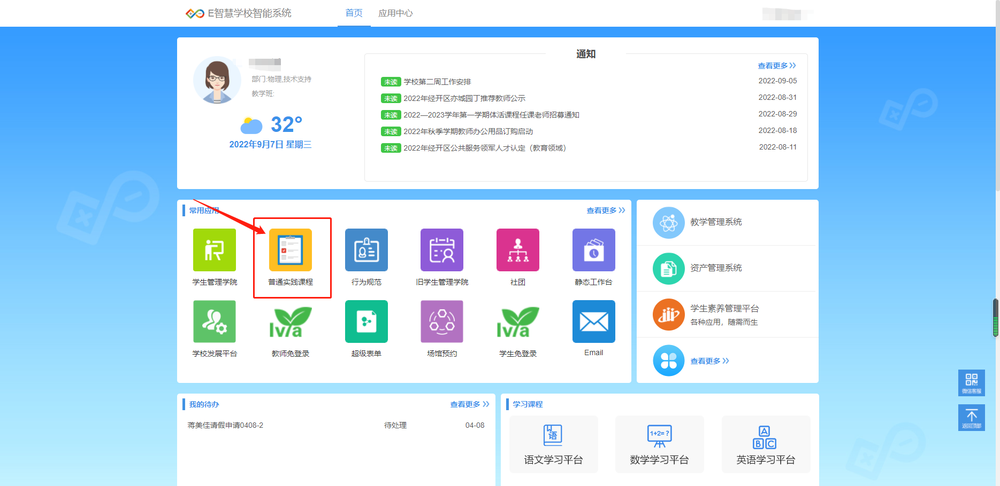 E智慧学校智能系统
首页
应用中心
部门:物理,技术支持
教学班:
32°
2022年9月7日 星期三
通知
查看更多
未读 学校第二周工作安排 2022-09-05
未读 2022年经开区亦城园丁推荐教师公示 2022-08-31
未读 2022—2023学年第一学期体活课程任课老师招募通知 2022-08-29
未读 2022年秋季学期教师办公用品订购启动 2022-08-18
未读 2022年经开区公共服务领军人才认定（教育领域） 2022-08-11
常用应用
查看更多
学生管理学院
普通实践课程
行为规范
旧学生管理学院
社团
静态工作台
lvya
lvya
学校发展平台
教师免登录
超级表单
场馆预约
学生免登录
Email
教学管理系统
资产管理系统
学生素养管理平台
各种应用，随需而生
查看更多
微信客服
返回顶部
我的待办
查看更多
蒋美佳请假申请0408-2 待处理 04-08
学习课程
语
语文学习平台
1+2=?
数学学习平台
A
B C
英语学习平台